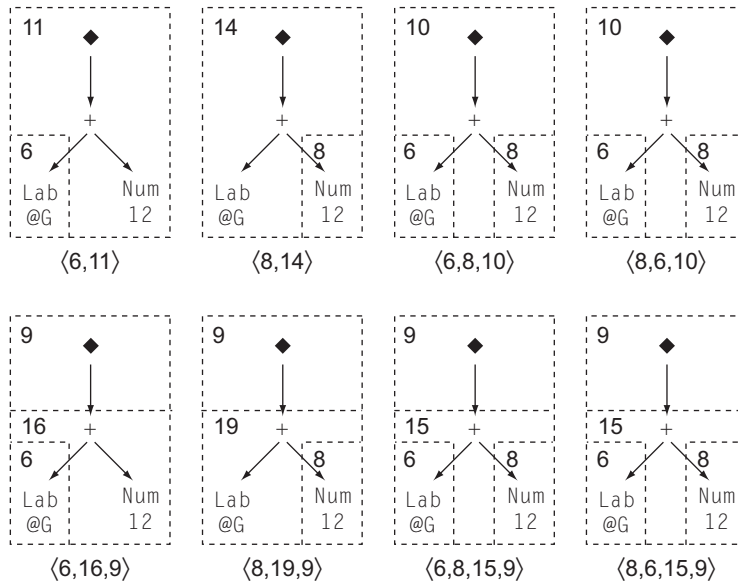 11 14 10 10
◆ ◆ ◆ ◆
+ + + +
6 8 6 8 6 8
Lab Num Lab Num Lab Num Lab Num
@G 12 @G 12 @G 12 @G 12
⟨6,11⟩ ⟨8,14⟩ ⟨6,8,10⟩ ⟨8,6,10⟩
9 9 9 9
◆ ◆ ◆ ◆
16 + 19 + 15 + 15 +
6 8 6 8 6 8
Lab Num Lab Num Lab Num Lab Num
@G 12 @G 12 @G 12 @G 12
⟨6,16,9⟩ ⟨8,19,9⟩ ⟨6,8,15,9⟩ ⟨8,6,15,9⟩